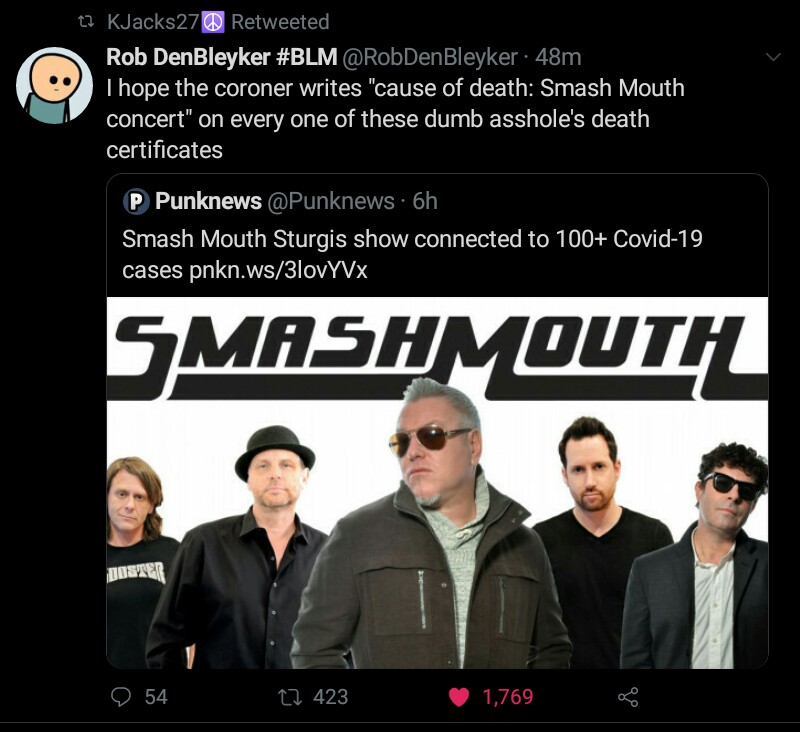 KJacks27☮ Retweeted
Rob DenBleyker #BLM @RobDenBleyker · 48m
I hope the coroner writes "cause of death: Smash Mouth
concert" on every one of these dumb asshole's death
certificates
P Punknews @Punknews · 6h
Smash Mouth Sturgis show connected to 100+ Covid-19
cases pnkn.ws/3lovYVx
SMASHMOUTH
OOSTER
54 423 1,769